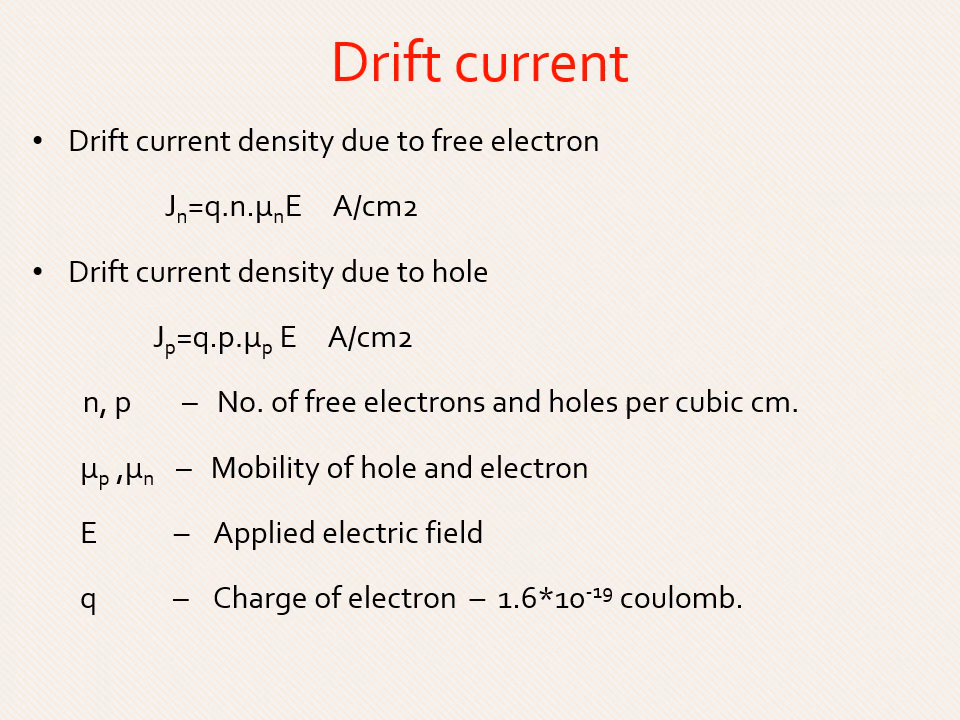 Drift current
• Drift current density due to free electron
Jₙ=q.n.μₙE A/cm2
• Drift current density due to hole
Jₚ=q.p.μₚ E A/cm2
n, p – No. of free electrons and holes per cubic cm.
μₚ ,μₙ – Mobility of hole and electron
E – Applied electric field
q – Charge of electron – 1.6*10⁻¹⁹ coulomb.